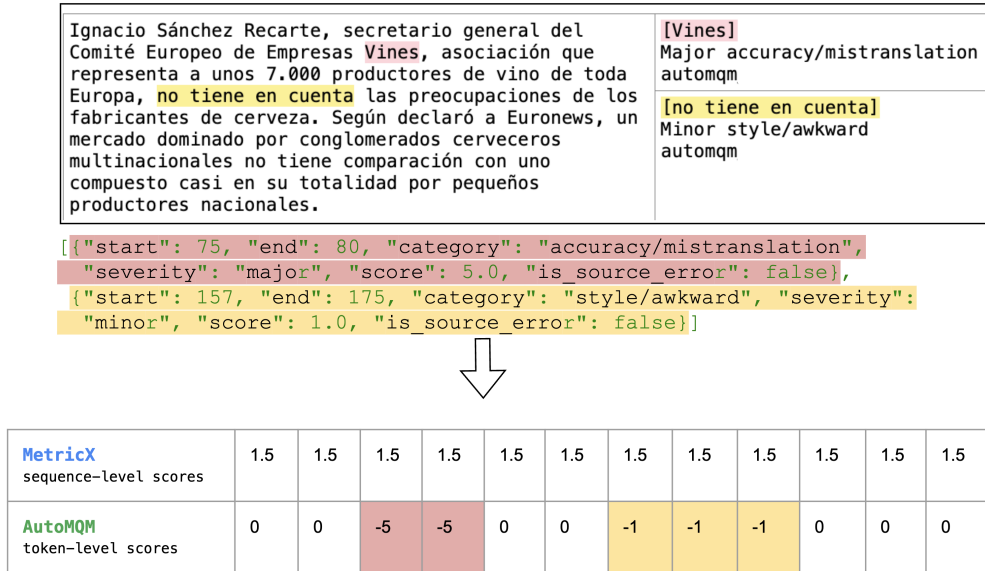 Ignacio Sánchez Recarte, secretario general del
Comité Europeo de Empresas Vines, asociación que
representa a unos 7.000 productores de vino de toda
Europa, no tiene en cuenta las preocupaciones de los
fabricantes de cerveza. Según declaró a Euronews, un
mercado dominado por conglomerados cerveceros
multinacionales no tiene comparación con uno
compuesto casi en su totalidad por pequeños
productores nacionales.
[Vines]
Major accuracy/mistranslation
automqm
[no tiene en cuenta]
Minor style/awkward
automqm
[{"start": 75, "end": 80, "category": "accuracy/mistranslation",
"severity": "major", "score": 5.0, "is_source_error": false},
{"start": 157, "end": 175, "category": "style/awkward", "severity":
"minor", "score": 1.0, "is_source_error": false}]
MetricX 1.5 1.5 1.5 1.5 1.5 1.5 1.5 1.5 1.5 1.5 1.5 1.5
sequence-level scores
AutoMQM 0 0 -5 -5 0 0 -1 -1 -1 0 0 0
token-level scores